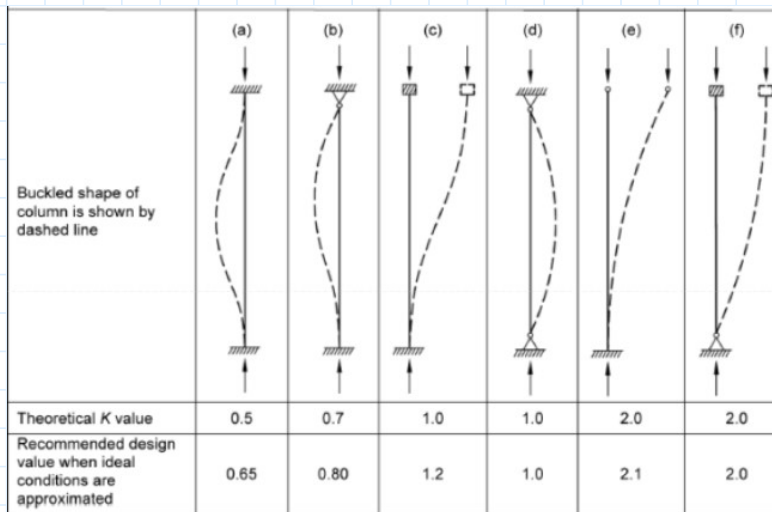 (a) (b) (c) (d) (e) (f)
Buckled shape of
column is shown by
dashed line
Theoretical K value 0.5 0.7 1.0 1.0 2.0 2.0
Recommended design
value when ideal
conditions are
approximated
0.65 0.80 1.2 1.0 2.1 2.0